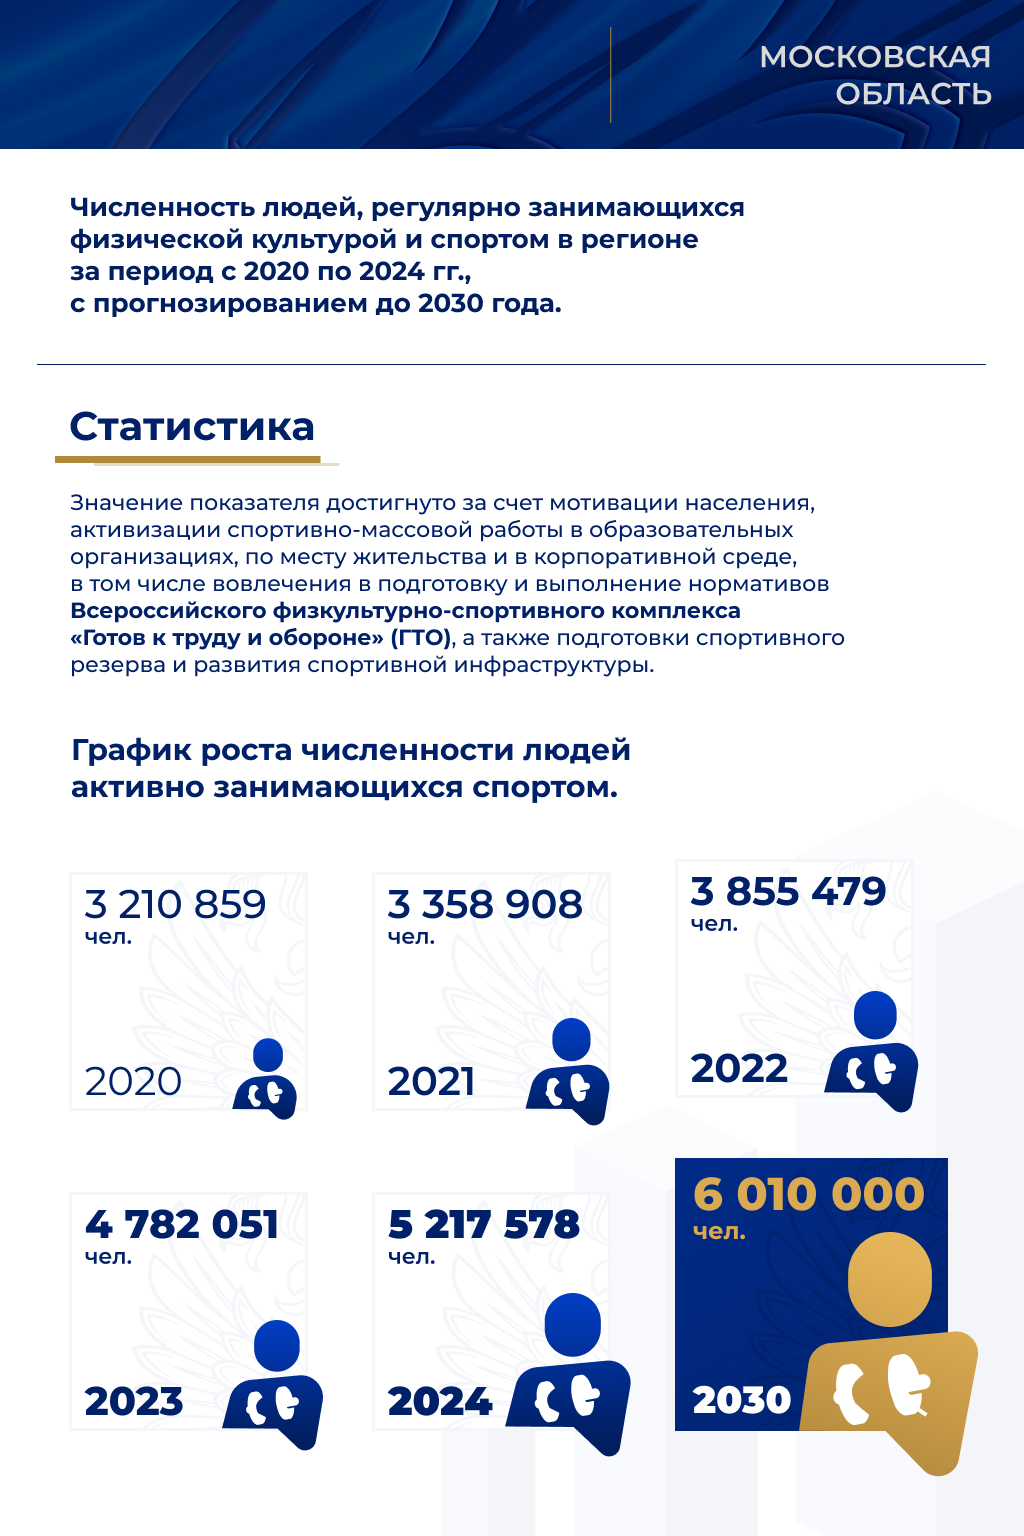 МОСКОВСКАЯ
ОБЛАСТЬ
Численность людей, регулярно занимающихся
физической культурой и спортом в регионе
за период с 2020 по 2024 гг.,
с прогнозированием до 2030 года.
Статистика
Значение показателя достигнуто за счет мотивации населения,
активизации спортивно-массовой работы в образовательных
организациях, по месту жительства и в корпоративной среде,
в том числе вовлечения в подготовку и выполнение нормативов
Всероссийского физкультурно-спортивного комплекса
«Готов к труду и обороне» (ГТО), а также подготовки спортивного
резерва и развития спортивной инфраструктуры.
График роста численности людей
активно занимающихся спортом.
3 210 859
чел.
2020
3 358 908
чел.
2021
3 855 479
чел.
2022
4 782 051
чел.
2023
5 217 578
чел.
2024
6 010 000
чел.
2030